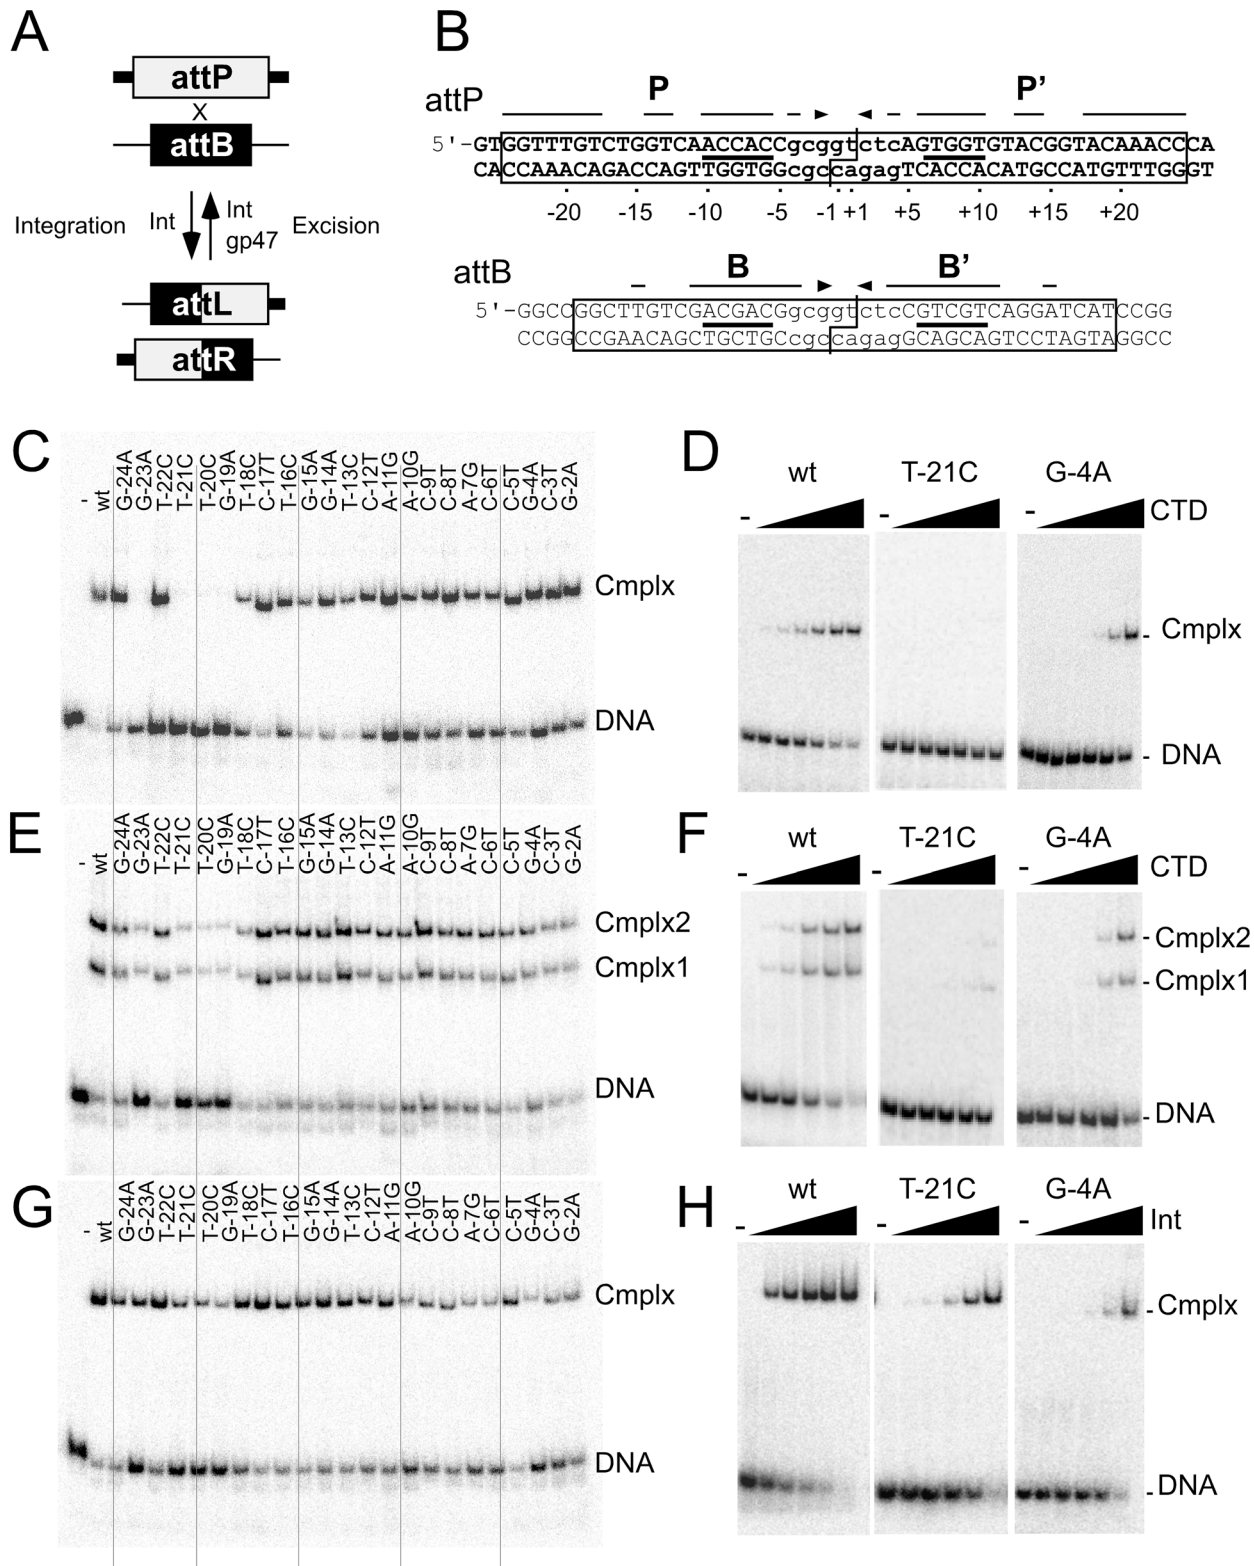 A
attP
X
attB
Integration
Int
Int
gp47
Excision
attL
attR
B
attP
P
P’
5'-GTGGTTTGTCTGGTCAACCACCgcggtctcAGTGGTGTACGGTACAAACCCA
CACCAAACAGACCAGTTGGTGGcgccagagTCACCACATGCCATGTTTGGGT
-20 -15 -10 -5 -1 +1 +5 +10 +15 +20
attB
B
B’
5'-GGCCGGCTTGTCGACGACGgcggtctccCGTCGTCAGGATCATCCGG
CCGGCCGAACAGCTGCTGCcgccagaggGCAGCAGTCCTAGTAGGCC
C
- wt G-24A G-23A T-22C T-21C T-20C G-19A T-18C C-17T T-16C G-15A G-14A T-13C C-12T A-11G A-10G C-9T C-8T A-7G C-6T C-5T G-4A C-3T G-2A
Cmplx
DNA
D
wt T-21C G-4A
- - - CTD
Cmplx
DNA
E
- wt G-24A G-23A T-22C T-21C T-20C G-19A T-18C C-17T T-16C G-15A G-14A T-13C C-12T A-11G A-10G C-9T C-8T A-7G C-6T C-5T G-4A C-3T G-2A
Cmplx2
Cmplx1
DNA
F
wt T-21C G-4A
- - - CTD
Cmplx2
Cmplx1
DNA
G
- wt G-24A G-23A T-22C T-21C T-20C G-19A T-18C C-17T T-16C G-15A G-14A T-13C C-12T A-11G A-10G C-9T C-8T A-7G C-6T C-5T G-4A C-3T G-2A
Cmplx
DNA
H
wt T-21C G-4A
- - - Int
Cmplx
DNA